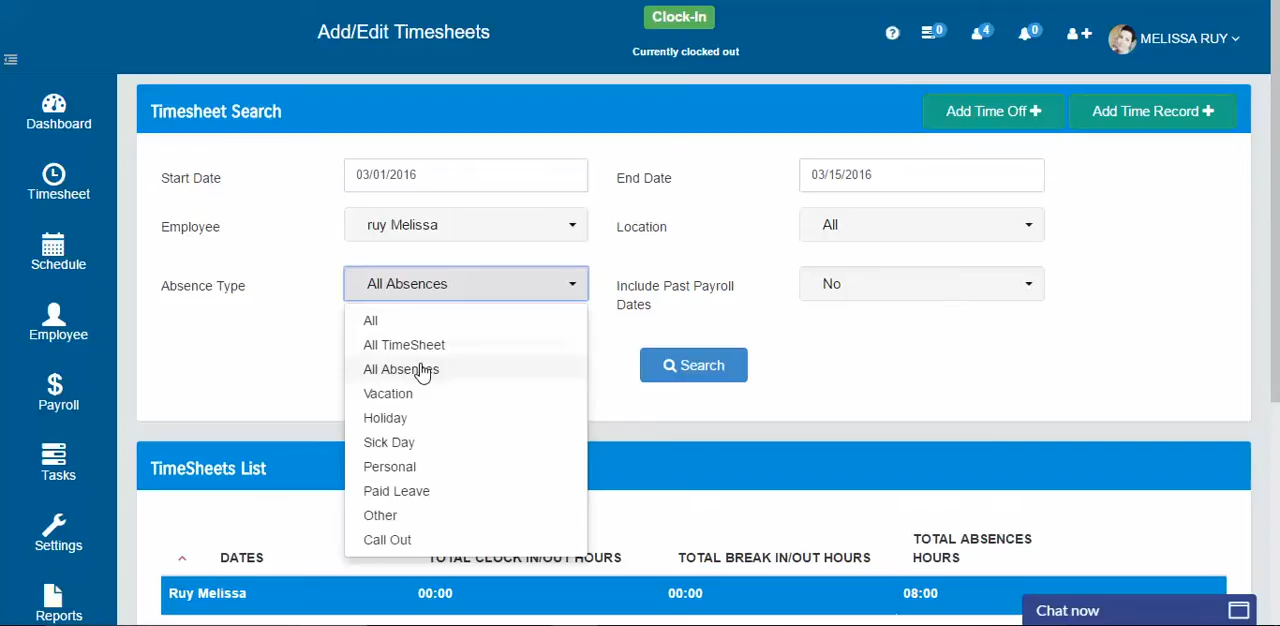 Add/Edit Timesheets
Clock-In
Currently clocked out
0
4
0
MELISSA RUY
Dashboard
Timesheet
Schedule
Employee
Payroll
Tasks
Settings
Reports
Timesheet Search
Add Time Off
Add Time Record
Start Date
03/01/2016
End Date
03/15/2016
Employee
ruy Melissa
Location
All
Absence Type
All Absences
Include Past Payroll
Dates
No
All
All TimeSheet
All Absences
Vacation
Holiday
Sick Day
Personal
Paid Leave
Other
Call Out
Search
TimeSheets List
DATES
TOTAL CLOCK IN/OUT HOURS
TOTAL BREAK IN/OUT HOURS
TOTAL ABSENCES
HOURS
Ruy Melissa
00:00
00:00
08:00
Chat now